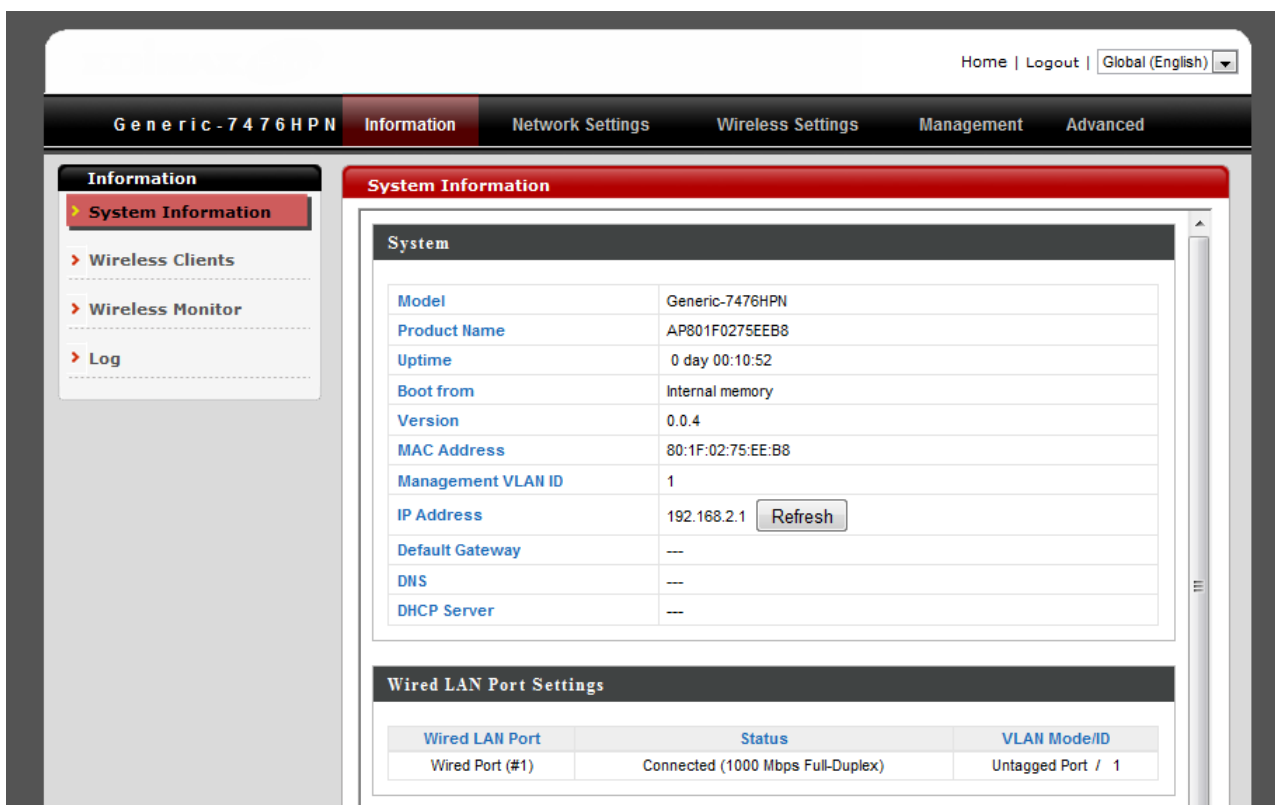 Home | Logout | Global (English)
Generic-7476HPN Information Network Settings Wireless Settings Management Advanced
Information
System Information
Wireless Clients
Wireless Monitor
Log
System Information
System
Model Generic-7476HPN
Product Name AP801F0275EEB8
Uptime 0 day 00:10:52
Boot from Internal memory
Version 0.0.4
MAC Address 80:1F:02:75:EE:B8
Management VLAN ID 1
IP Address 192.168.2.1 Refresh
Default Gateway ---
DNS ---
DHCP Server ---
Wired LAN Port Settings
Wired LAN Port Status VLAN Mode/ID
Wired Port (#1) Connected (1000 Mbps Full-Duplex) Untagged Port / 1